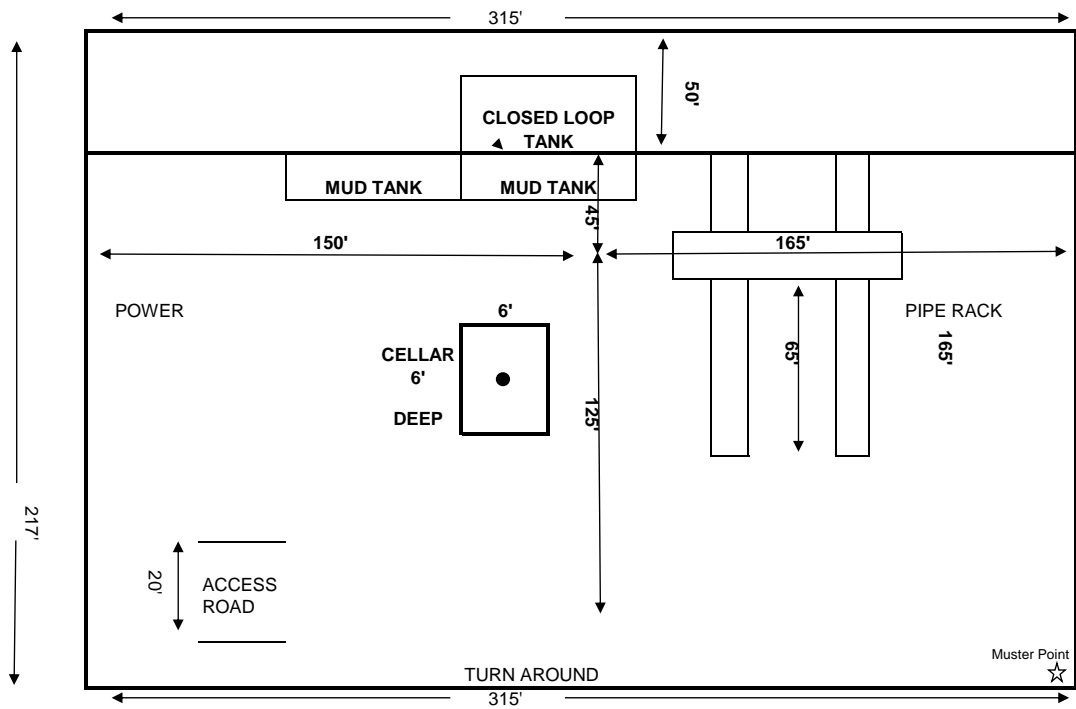 315'
50'
CLOSED LOOP
TANK
MUD TANK
MUD TANK
45'
150'
165'
POWER
6'
PIPE RACK
165'
CELLAR
6'
DEEP
65'
125'
217'
20'
ACCESS
ROAD
Muster Point
TURN AROUND
315'